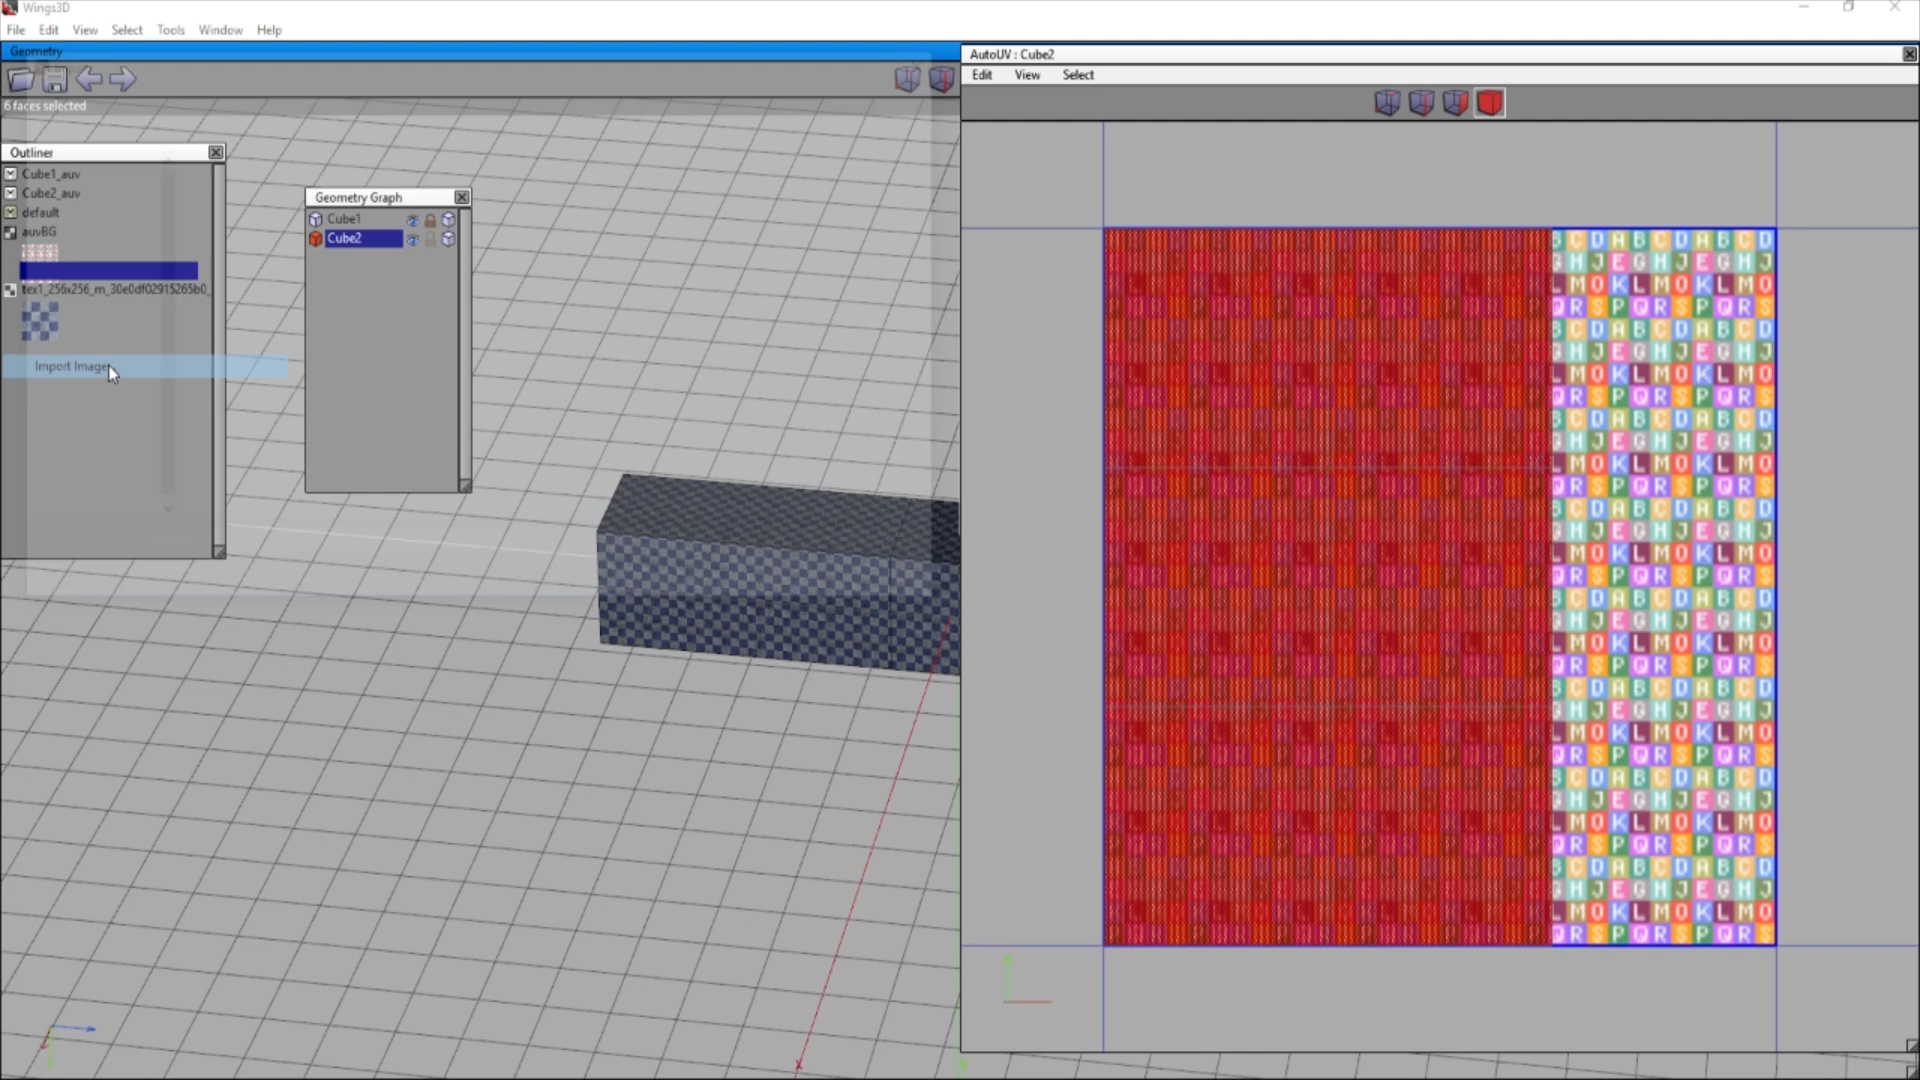 Wings3D
File Edit View Select Tools Window Help
Geometry
6 faces selected
Outliner
Cube1_auv
Cube2_auv
default
auvBG
tex1_256x256_m_30e0df02915265b0_
Import Image
Geometry Graph
Cube1
Cube2
X
AutoUV : Cube2
Edit View Select
B C D A B C D A B C D
G H J E G H J E G H J
L M O K L M O K L M O
Q R S P Q R S P Q R S
B C D A B C D A B C D
G H J E G H J E G H J
L M O K L M O K L M O
Q R S P Q R S P Q R S
B C D A B C D A B C D
G H J E G H J E G H J
L M O K L M O K L M O
Q R S P Q R S P Q R S
B C D A B C D A B C D
G H J E G H J E G H J
L M O K L M O K L M O
Q R S P Q R S P Q R S
B C D A B C D A B C D
G H J E G H J E G H J
L M O K L M O K L M O
Q R S P Q R S P Q R S
B C D A B C D A B C D
G H J E G H J E G H J
L M O K L M O K L M O
Q R S P Q R S P Q R S
B C D A B C D A B C D
G H J E G H J E G H J
L M O K L M O K L M O
Q R S P Q R S P Q R S
B C D A B C D A B C D
G H J E G H J E G H J
L M O K L M O K L M O
Q R S P Q R S P Q R S